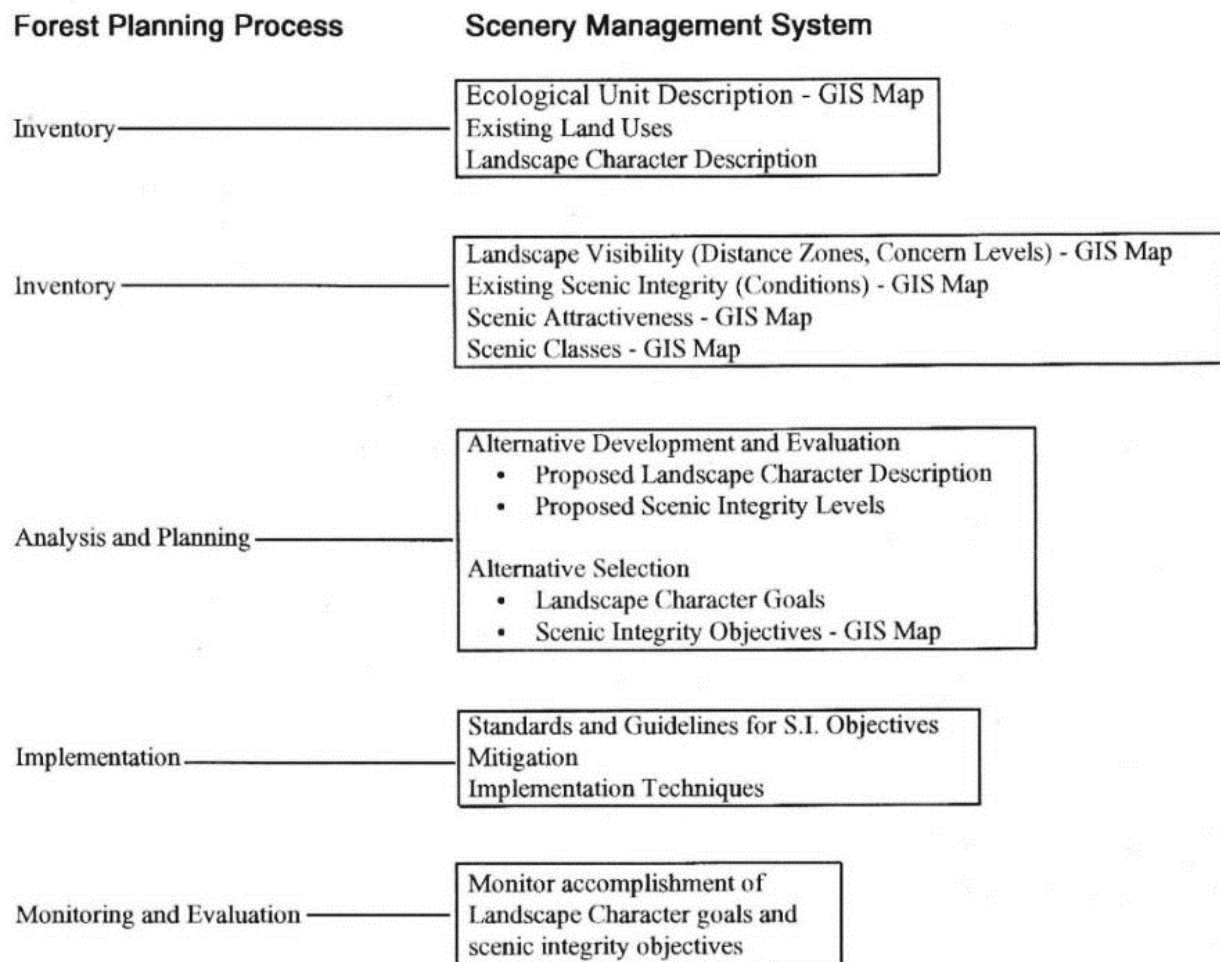 Forest Planning Process    Scenery Management System
Inventory
Ecological Unit Description - GIS Map
Existing Land Uses
Landscape Character Description
Inventory
Landscape Visibility (Distance Zones, Concern Levels) - GIS Map
Existing Scenic Integrity (Conditions) - GIS Map
Scenic Attractiveness - GIS Map
Scenic Classes - GIS Map
Analysis and Planning
Alternative Development and Evaluation
• Proposed Landscape Character Description
• Proposed Scenic Integrity Levels
Alternative Selection
• Landscape Character Goals
• Scenic Integrity Objectives - GIS Map
Implementation
Standards and Guidelines for S.I. Objectives
Mitigation
Implementation Techniques
Monitoring and Evaluation
Monitor accomplishment of
Landscape Character goals and
scenic integrity objectives